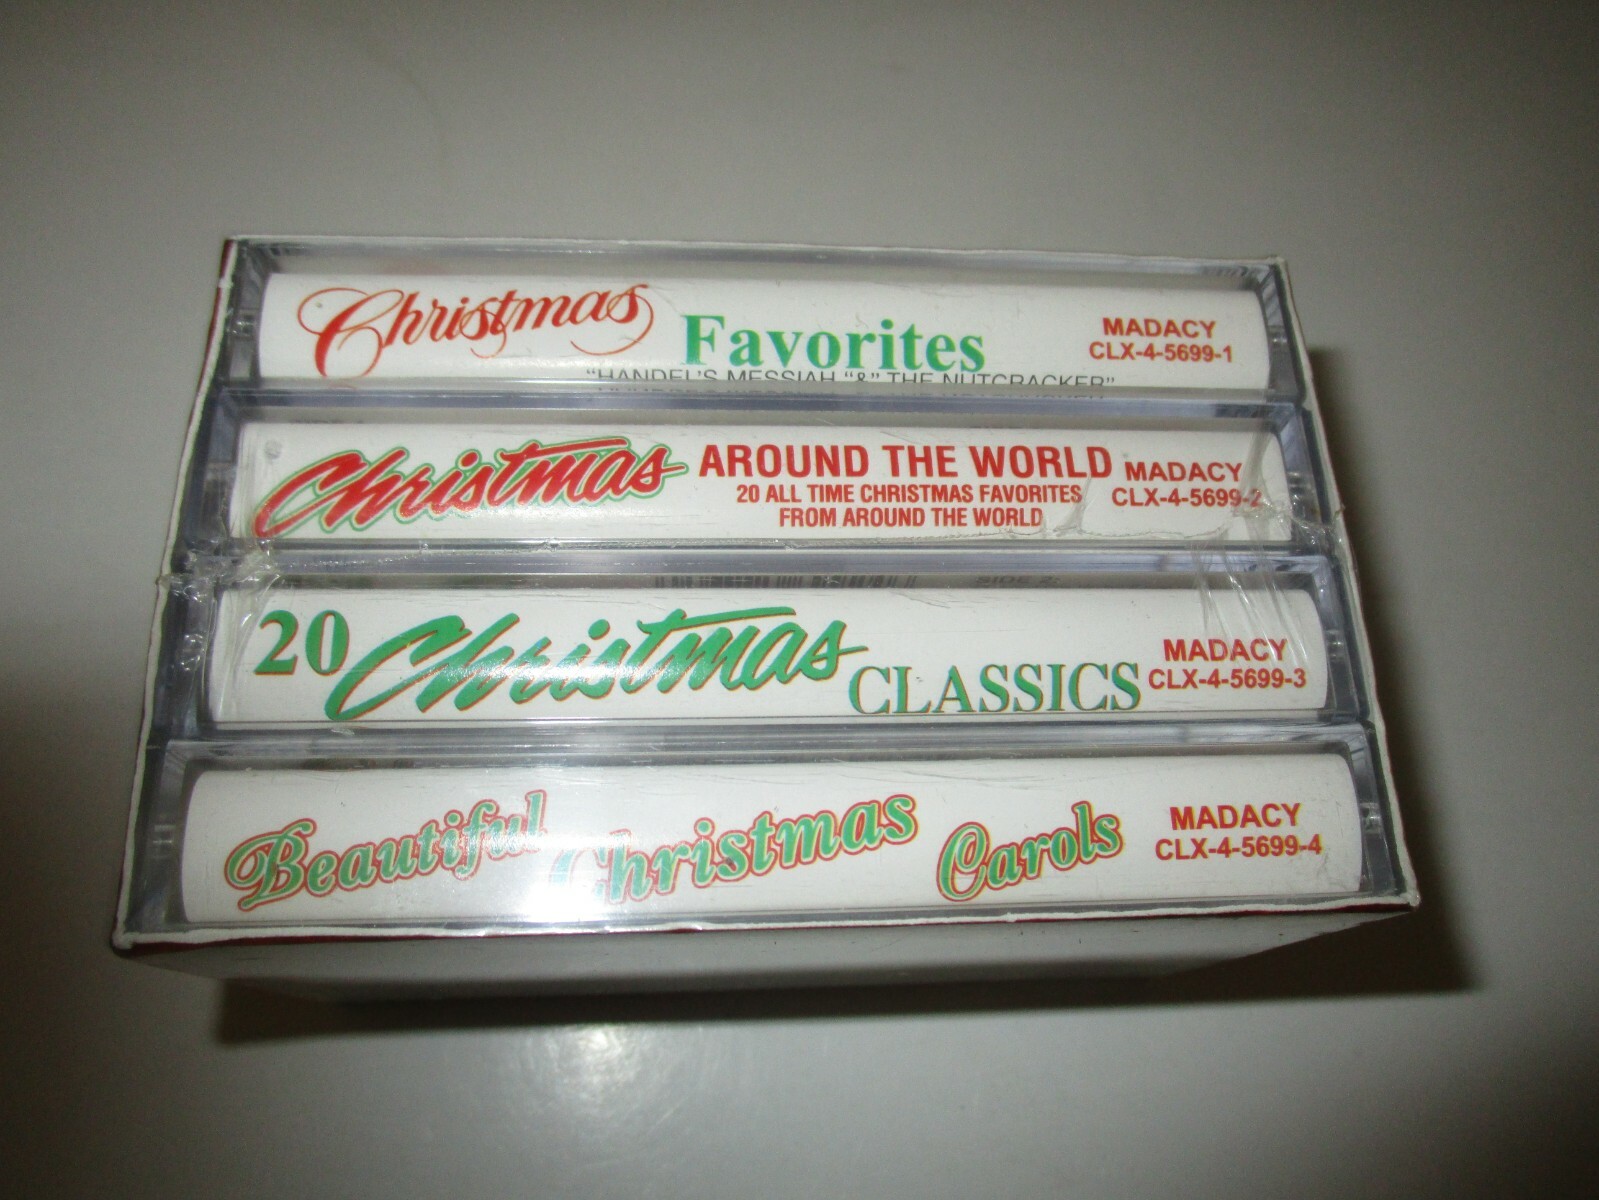 Christmas Favorites
"HANDEL'S MESSIAH "&" THE NUTCRACKER"
MADACY
CLX-4-5699-1
Christmas AROUND THE WORLD
20 ALL TIME CHRISTMAS FAVORITES
FROM AROUND THE WORLD
MADACY
CLX-4-5699-2
SIDE 2:
20 Christmas CLASSICS
MADACY
CLX-4-5699-3
Beautiful Christmas Carols
MADACY
CLX-4-5699-4